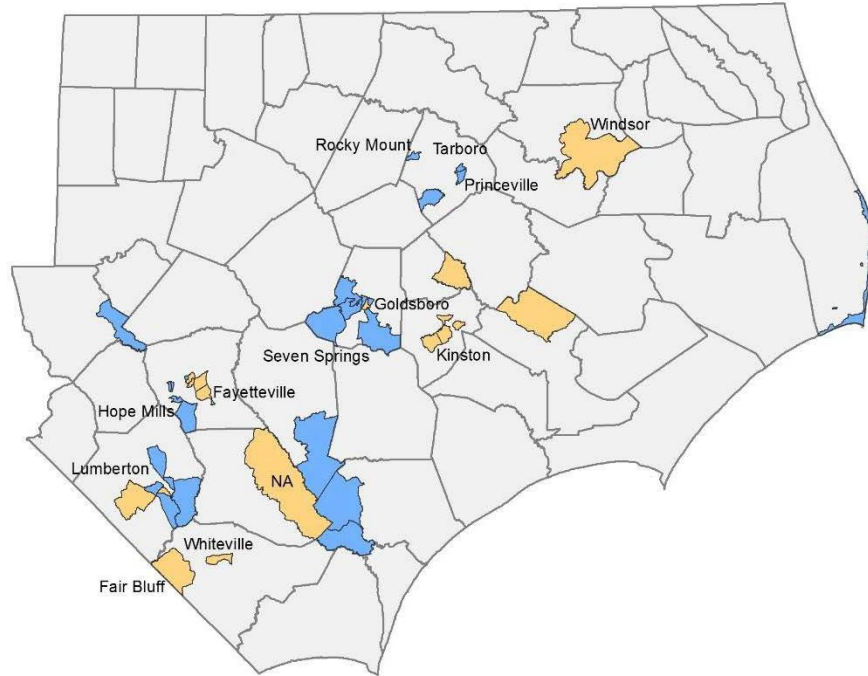 Windsor
Rocky Mount
Tarboro
Princeville
Goldsboro
Seven Springs
Kinston
Fayetteville
Hope Mills
Lumberton
NA
Whiteville
Fair Bluff